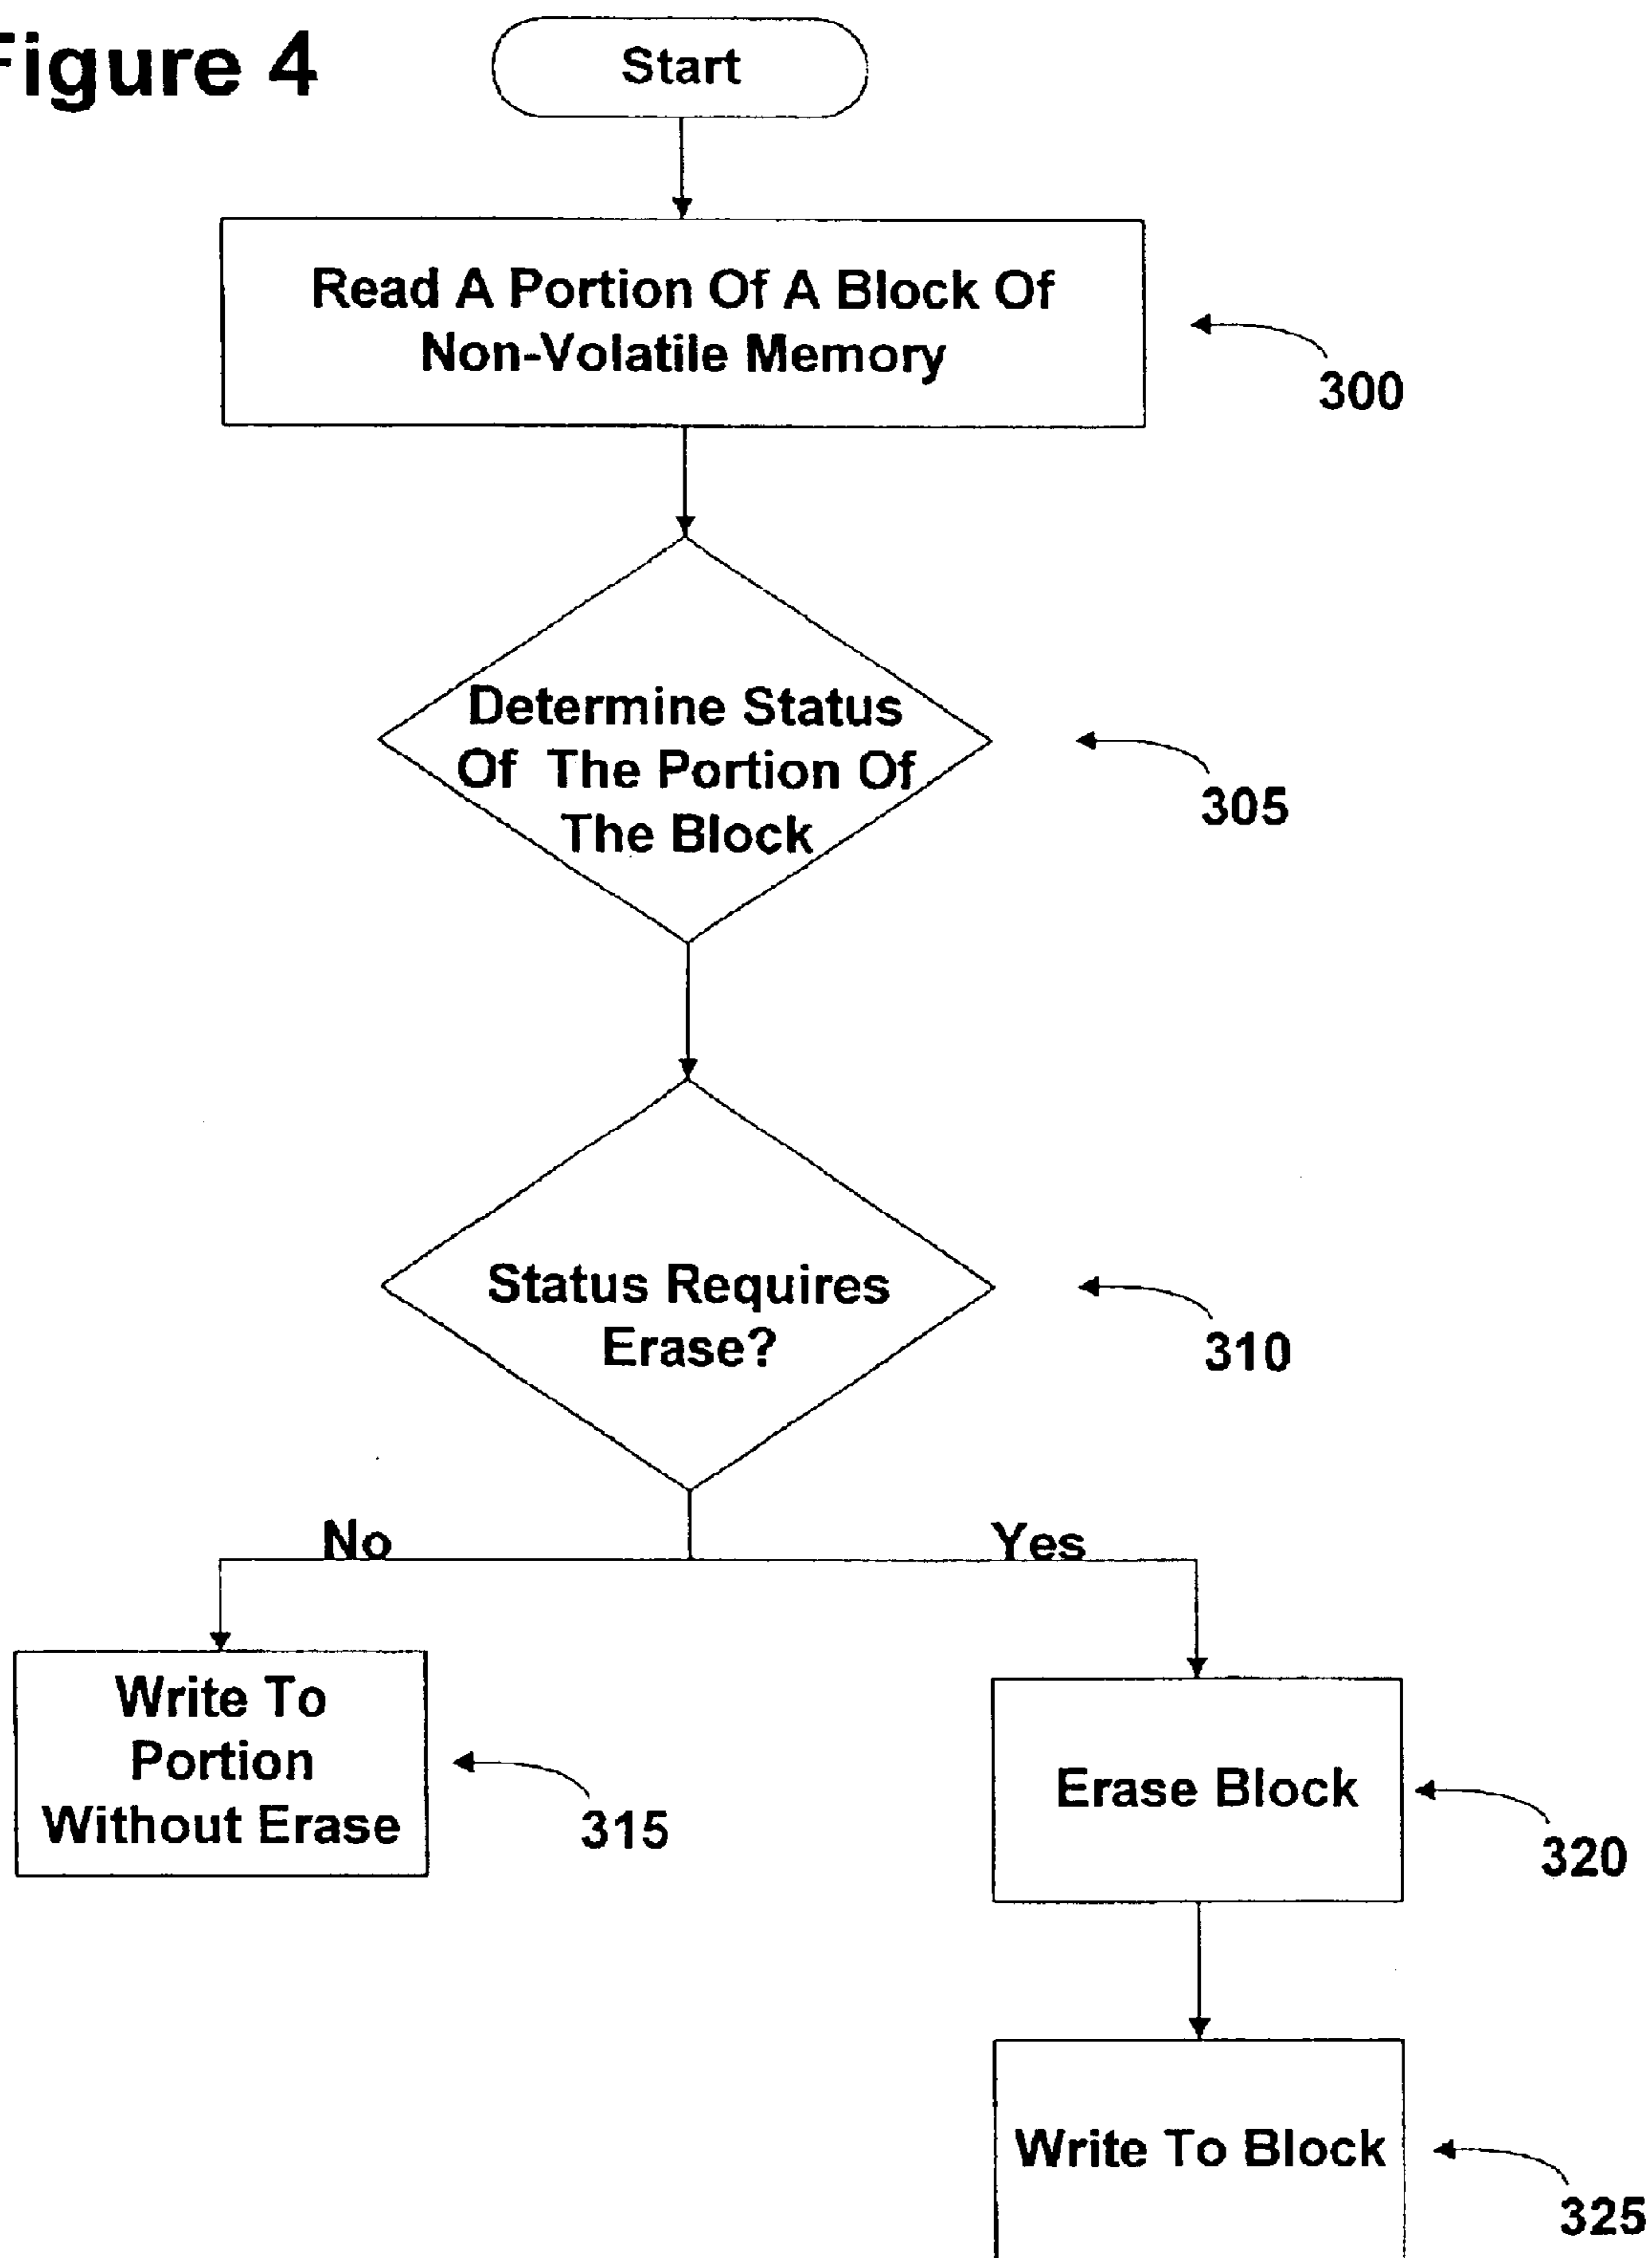 Figure 4
Start
Read A Portion Of A Block Of
Non-Volatile Memory
300
Determine Status
Of The Portion Of
The Block
305
Status Requires
Erase?
310
No
Yes
Write To
Portion
Without Erase
315
Erase Block
320
Write To Block
325